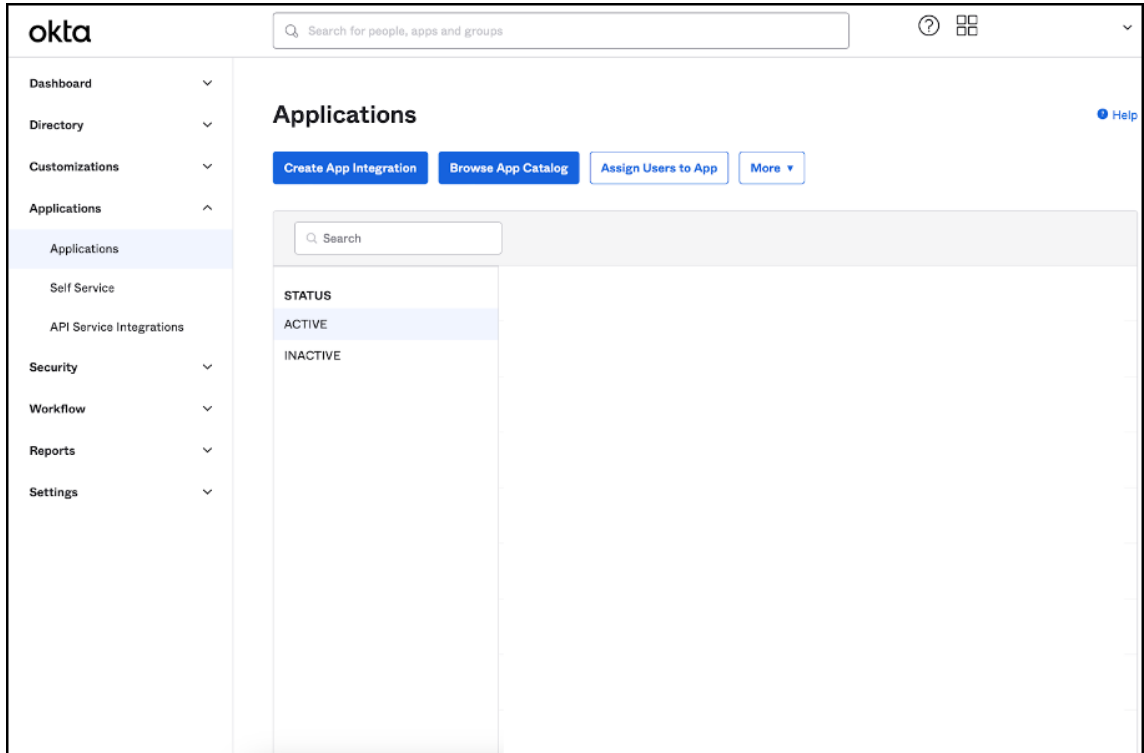 okta
Search for people, apps and groups
Dashboard
Directory
Customizations
Applications
Applications
Self Service
API Service Integrations
Security
Workflow
Reports
Settings
Applications
Help
Create App Integration
Browse App Catalog
Assign Users to App
More
Search
STATUS
ACTIVE
INACTIVE